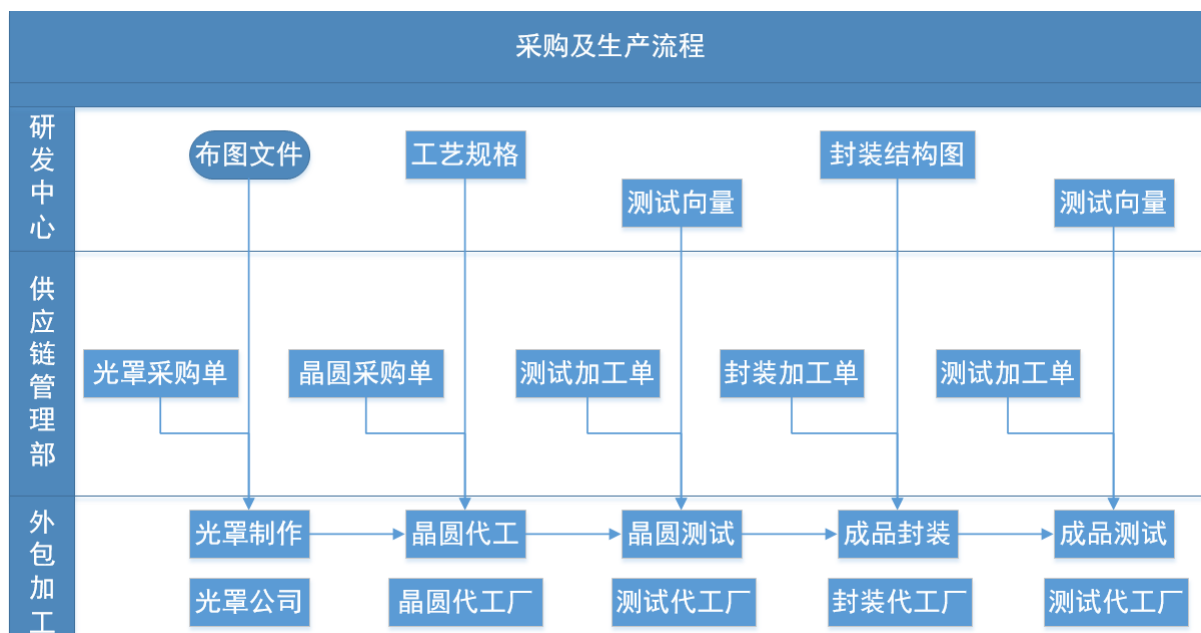 采购及生产流程
研发中心
布图文件
工艺规格
封装结构图
测试向量
测试向量
供应链管理部
光罩采购单
晶圆采购单
测试加工单
封装加工单
测试加工单
外包加工
光罩制作
晶圆代工
晶圆测试
成品封装
成品测试
光罩公司
晶圆代工厂
测试代工厂
封装代工厂
测试代工厂